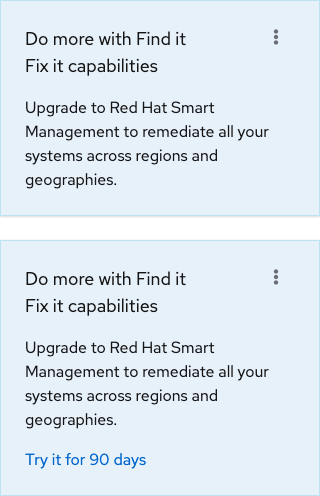 Do more with Find it
Fix it capabilities
Upgrade to Red Hat Smart
Management to remediate all your
systems across regions and
geographies.
Do more with Find it
Fix it capabilities
Upgrade to Red Hat Smart
Management to remediate all your
systems across regions and
geographies.
Try it for 90 days